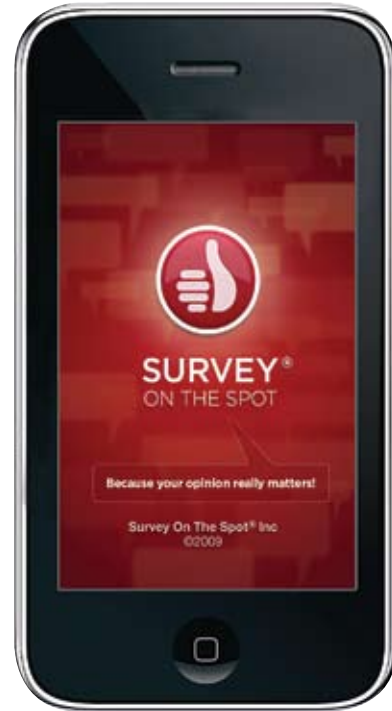 SURVEY®
ON THE SPOT
Because your opinion really matters!
Survey On The Spot® Inc
©2009